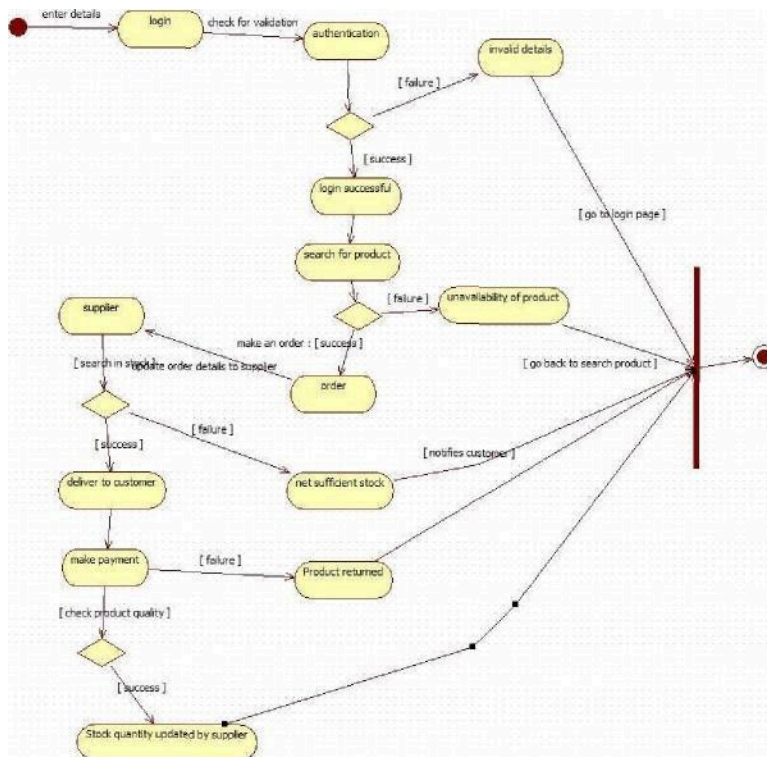 enter details
login
check for validation
authentication
invalid details
[ failure ]
[ success ]
login successful
[ go to login page ]
search for product
[ failure ]
unavailability of product
supplier
make an order : [ success ]
[ search in stock ]
update order details to supplier
[ go back to search product ]
order
[ failure ]
[ success ]
[ notifies customer ]
deliver to customer
net sufficient stock
make payment
[ failure ]
Product returned
[ check product quality ]
[ success ]
Stock quantity updated by supplier